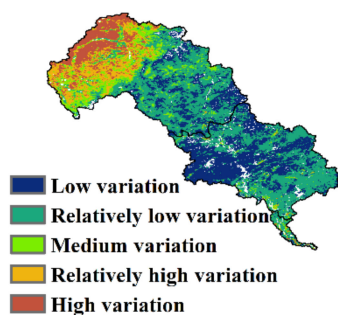 Low variation
Relatively low variation
Medium variation
Relatively high variation
High variation